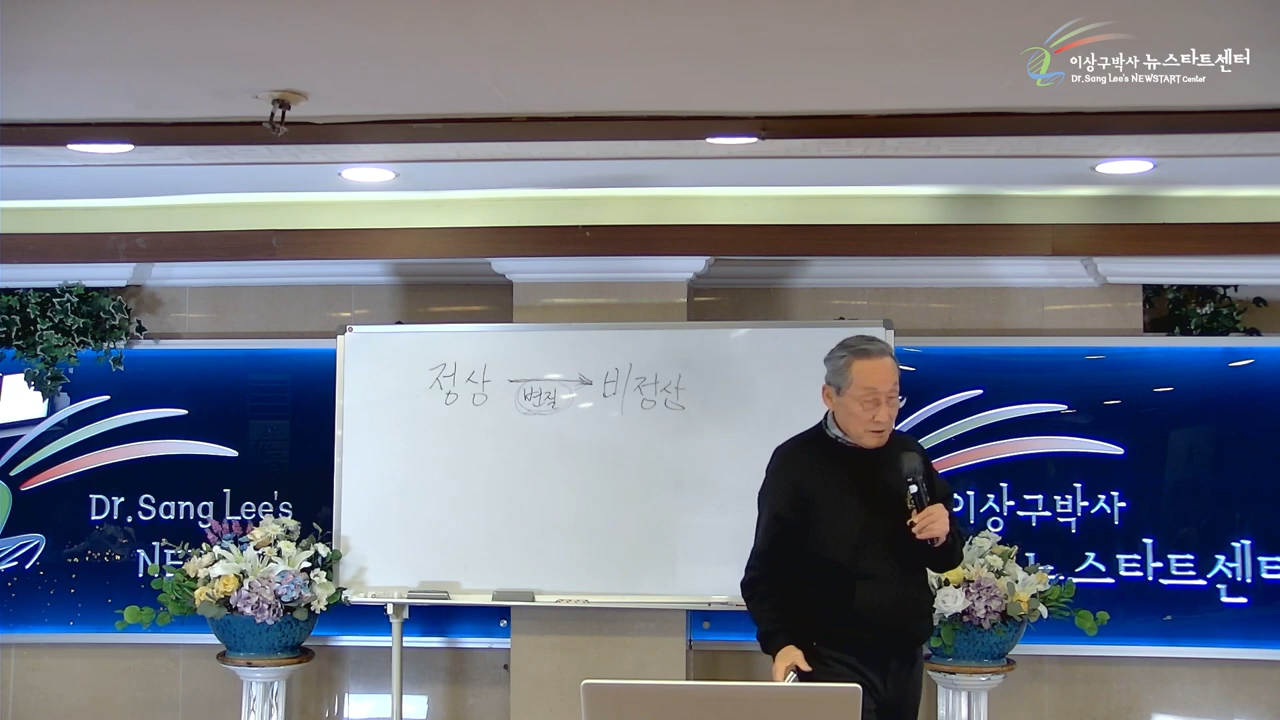 이상구박사 뉴스타트센터
Dr. Sang Lee's NEWSTART Center
정상 → 비정상
변질
Dr. Sang Lee's
NE
이상구박사
스타트센터